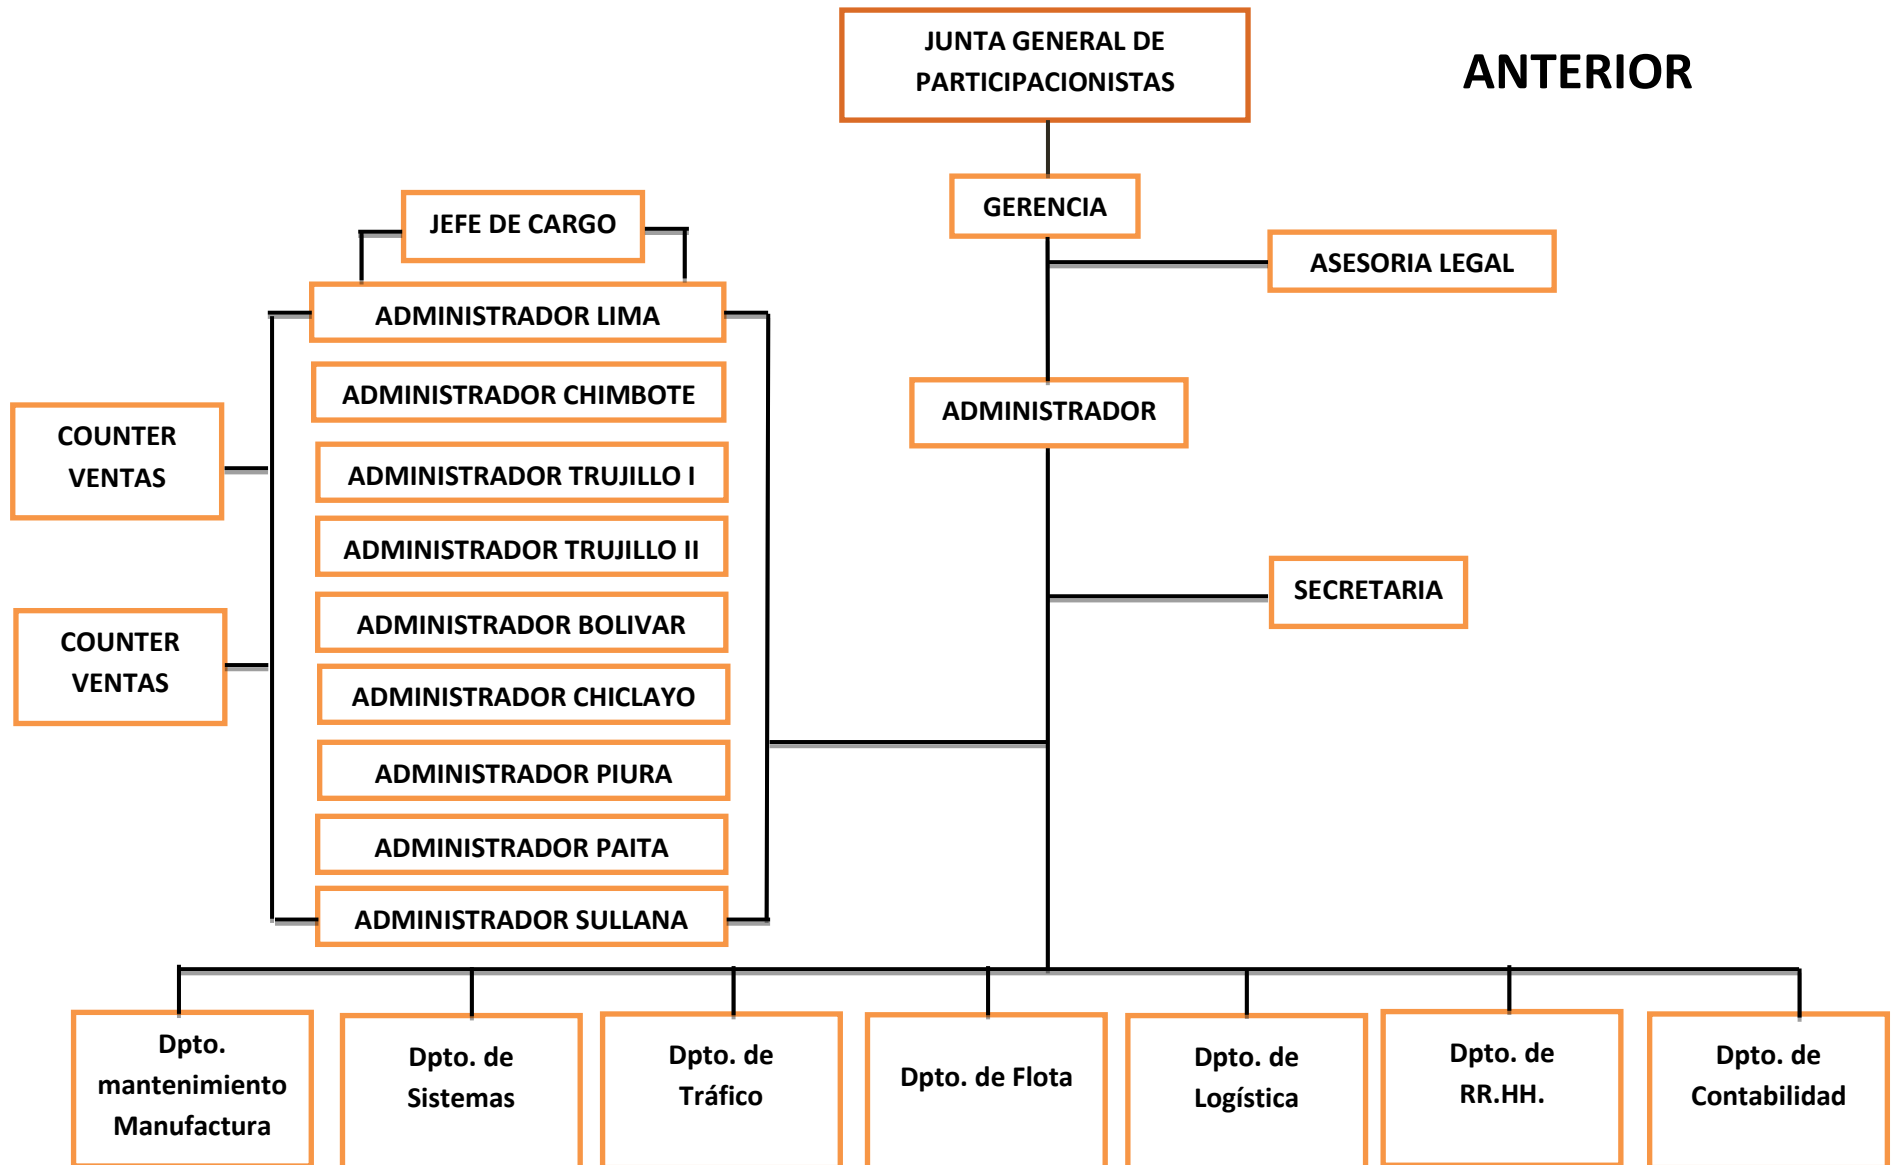 JUNTA GENERAL DE
PARTICIPACIONISTAS
ANTERIOR
GERENCIA
JEFE DE CARGO
ASESORIA LEGAL
ADMINISTRADOR LIMA
ADMINISTRADOR CHIMBOTE
ADMINISTRADOR
COUNTER
VENTAS
ADMINISTRADOR TRUJILLO I
ADMINISTRADOR TRUJILLO II
SECRETARIA
ADMINISTRADOR BOLIVAR
COUNTER
VENTAS
ADMINISTRADOR CHICLAYO
ADMINISTRADOR PIURA
ADMINISTRADOR PAITA
ADMINISTRADOR SULLANA
Dpto.
mantenimiento
Manufactura
Dpto. de
Sistemas
Dpto. de
Tráfico
Dpto. de Flota
Dpto. de
Logística
Dpto. de
RR.HH.
Dpto. de
Contabilidad